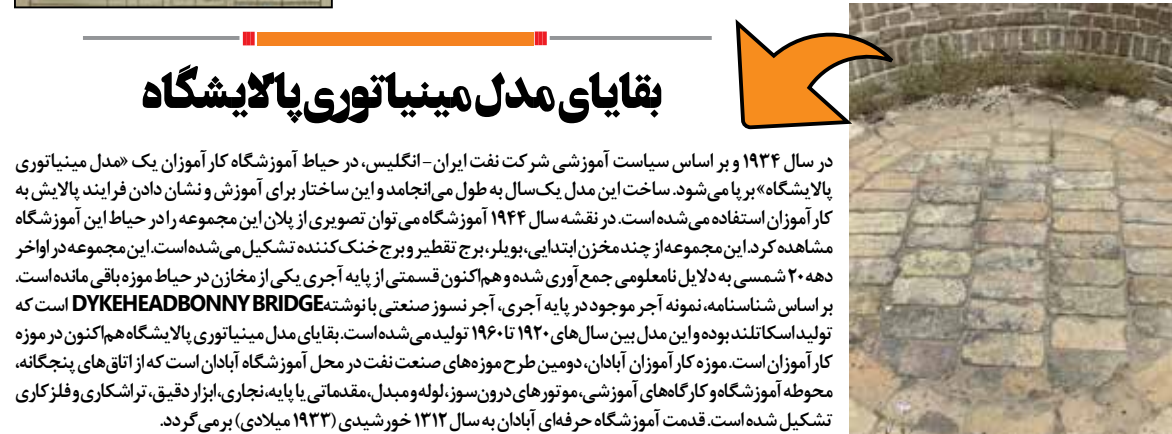 بقایای مدل مینیاتوری پالایشگاه
در سال ۱۹۳۴ و بر اساس سیاست آموزشی شرکت نفت ایران - انگلیس، در حیاط آموزشگاه کارآموزان یک «مدل مینیاتوری
پالایشگاه» برپا می‌شود. ساخت این مدل یک‌سال به طول می‌انجامد و این ساختار برای آموزش و نشان دادن فرایند پالایش به
کارآموزان استفاده می‌شده است. در نقشه سال ۱۹۴۴ آموزشگاه می‌توان تصویری از پلان این مجموعه را در حیاط این آموزشگاه
مشاهده کرد. این مجموعه از چند مخزن ابتدایی، بویلر، برج تقطیر و برج خنک‌کننده تشکیل می‌شده است. این مجموعه در اواخر
دهه ۲۰ شمسی به دلایل نامعلومی جمع آوری شده و هم‌اکنون قسمتی از پایه آجری یکی از مخازن در حیاط موزه باقی مانده است.
بر اساس شناسنامه، نمونه آجر موجود در پایه آجری، آجر نسوز صنعتی با نوشته DYKEHEADBONNY BRIDGE است که
تولید اسکاتلند بوده و این مدل بین سال‌های ۱۹۲۰ تا ۱۹۶۰ تولید می‌شده است. بقایای مدل مینیاتوری پالایشگاه هم‌اکنون در موزه
کارآموزان است. موزه کارآموزان آبادان، دومین طرح موزه‌های صنعت نفت در محل آموزشگاه آبادان است که از اتاق‌های پنجگانه،
محوطه آموزشگاه و کارگاه‌های آموزشی، موتورهای درون‌سوز، لوله و مبدل، مقدماتی یا پایه، نجاری، ابزار دقیق، تراشکاری و فلزکاری
تشکیل شده است. قدمت آموزشگاه حرفه‌ای آبادان به سال ۱۳۱۲ خورشیدی (۱۹۳۳ میلادی) برمی‌گردد.